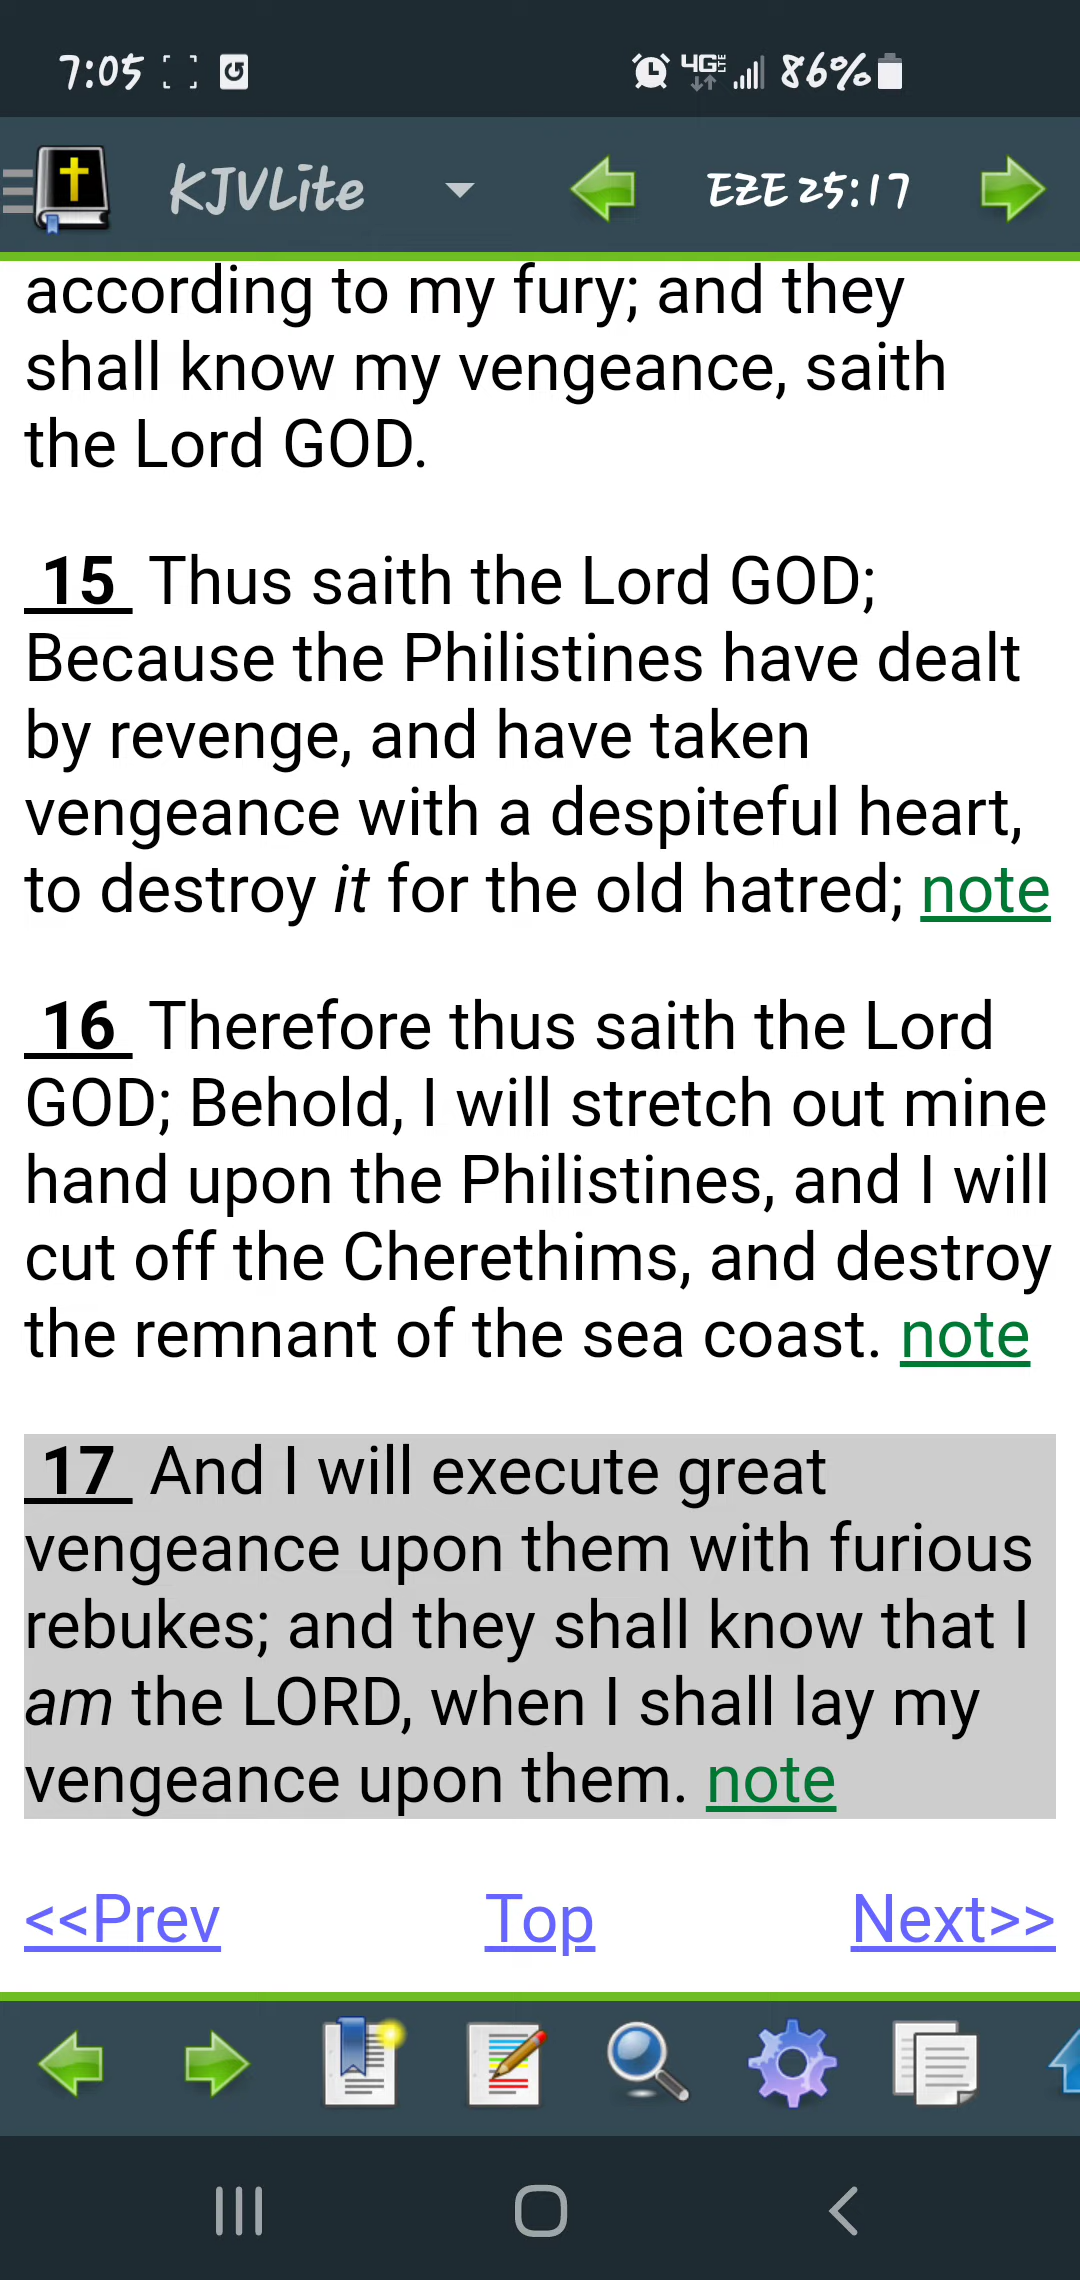 7:05 4G LTE 86%
KJVLite EZE 25:17
according to my fury; and they
shall know my vengeance, saith
the Lord GOD.
15 Thus saith the Lord GOD;
Because the Philistines have dealt
by revenge, and have taken
vengeance with a despiteful heart,
to destroy it for the old hatred; note
16 Therefore thus saith the Lord
GOD; Behold, I will stretch out mine
hand upon the Philistines, and I will
cut off the Cherethims, and destroy
the remnant of the sea coast. note
17 And I will execute great
vengeance upon them with furious
rebukes; and they shall know that I
am the LORD, when I shall lay my
vengeance upon them. note
<<Prev Top Next>>